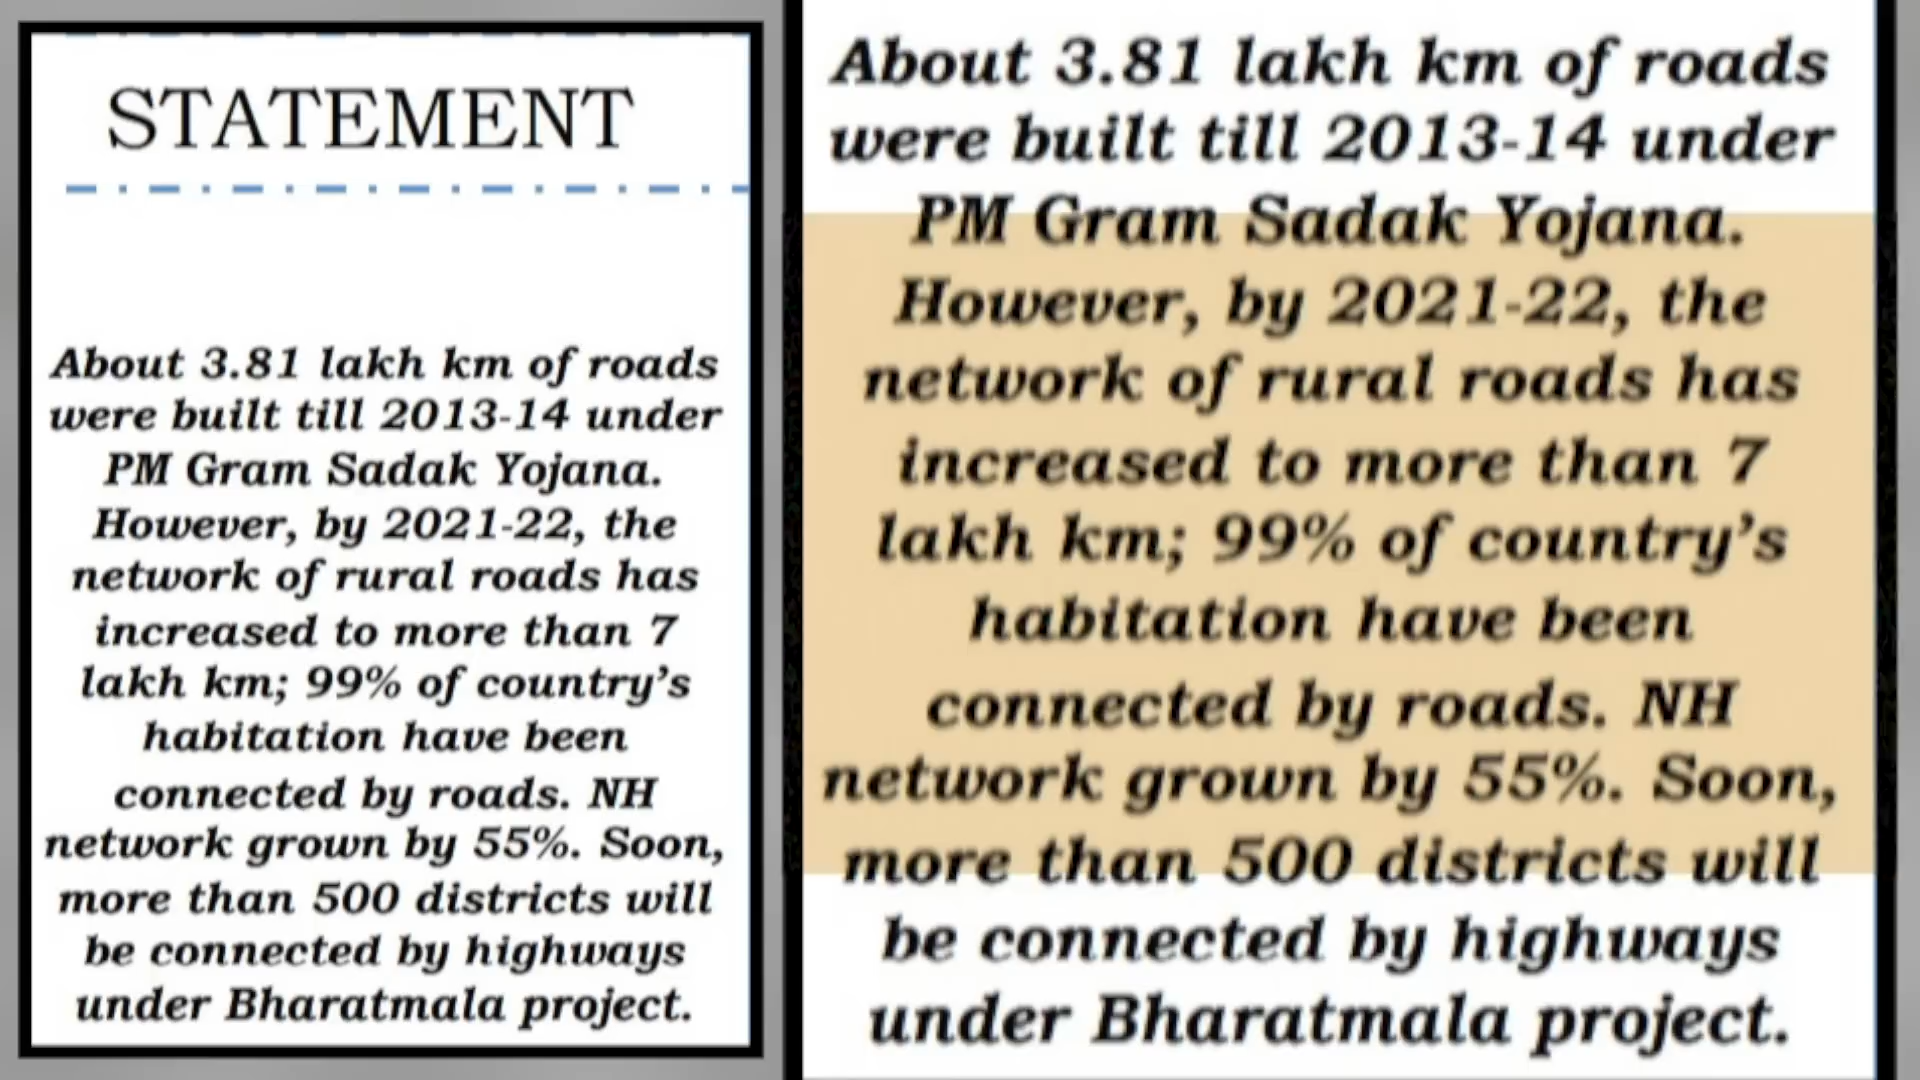 STATEMENT
About 3.81 lakh km of roads
were built till 2013-14 under
PM Gram Sadak Yojana.
However, by 2021-22, the
network of rural roads has
increased to more than 7
lakh km; 99% of country's
habitation have been
connected by roads. NH
network grown by 55%. Soon,
more than 500 districts will
be connected by highways
under Bharatmala project.
About 3.81 lakh km of roads
were built till 2013-14 under
PM Gram Sadak Yojana.
However, by 2021-22, the
network of rural roads has
increased to more than 7
lakh km; 99% of country's
habitation have been
connected by roads. NH
network grown by 55%. Soon,
more than 500 districts will
be connected by highways
under Bharatmala project.